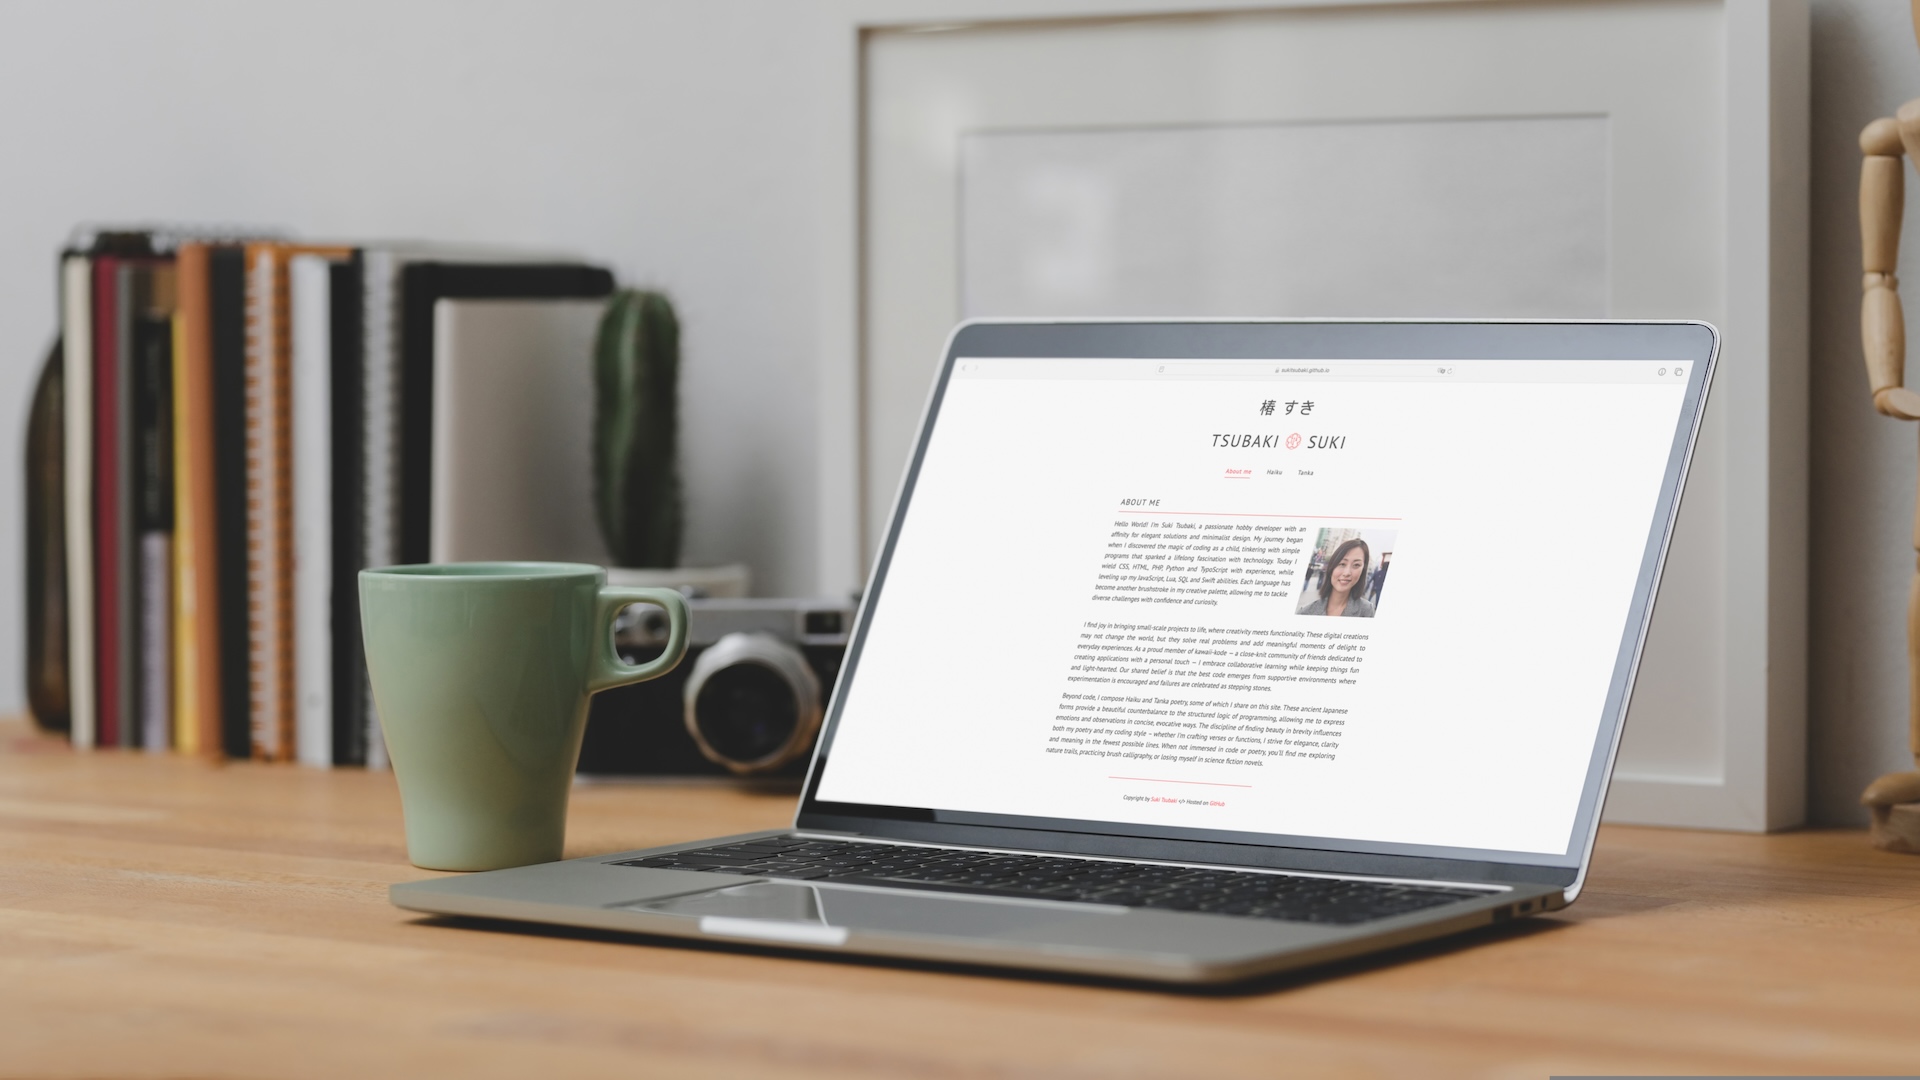 sukitsubaki.github.io
椿 すき
TSUBAKI SUKI
About me Haiku Tanka
ABOUT ME
Hello World! I'm Suki Tsubaki, a passionate hobby developer with an
affinity for elegant solutions and minimalist design. My journey began
when I discovered the magic of coding as a child, tinkering with simple
programs that sparked a lifelong fascination with technology. Today I
wield CSS, HTML, PHP, Python and TypoScript with experience, while
leveling up my JavaScript, Lua, SQL and Swift abilities. Each language has
become another brushstroke in my creative palette, allowing me to tackle
diverse challenges with confidence and curiosity.
I find joy in bringing small-scale projects to life, where creativity meets functionality. These digital creations
may not change the world, but they solve real problems and add meaningful moments of delight to
everyday experiences. As a proud member of kawaii-kode – a close-knit community of friends dedicated to
creating applications with a personal touch – I embrace collaborative learning while keeping things fun
and light-hearted. Our shared belief is that the best code emerges from supportive environments where
experimentation is encouraged and failures are celebrated as stepping stones.
Beyond code, I compose Haiku and Tanka poetry, some of which I share on this site. These ancient Japanese
forms provide a beautiful counterbalance to the structured logic of programming, allowing me to express
emotions and observations in concise, evocative ways. The discipline of finding beauty in brevity influences
both my poetry and my coding style – whether I'm crafting verses or functions, I strive for elegance, clarity
and meaning in the fewest possible lines. When not immersed in code or poetry, you'll find me exploring
nature trails, practicing brush calligraphy, or losing myself in science fiction novels.
Copyright by Suki Tsubaki </> Hosted on GitHub